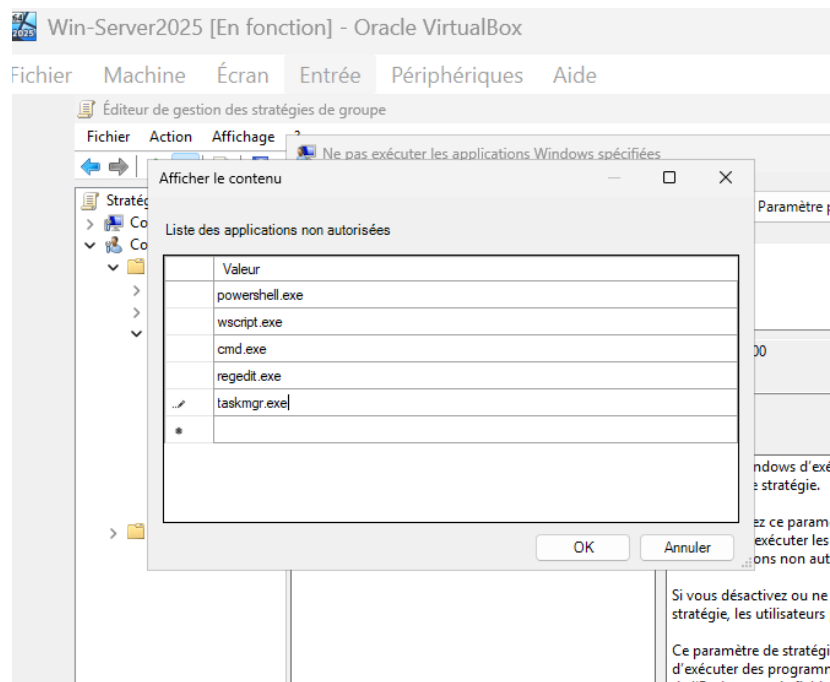 Win-Server2025 [En fonction] - Oracle VirtualBox
Fichier Machine Écran Entrée Périphériques Aide
Éditeur de gestion des stratégies de groupe
Fichier Action Affichage ?
Ne pas exécuter les applications Windows spécifiées
Afficher le contenu
Stratég
Paramètre p
Co
Liste des applications non autorisées
Co
Valeur
powershell.exe
wscript.exe
cmd.exe
00
regedit.exe
taskmgr.exe
ndows d'exé
e stratégie.
ez ce param
exécuter les
OK Annuler
ons non aut
Si vous désactivez ou ne
stratégie, les utilisateurs
Ce paramètre de stratégi
d'exécuter des programm